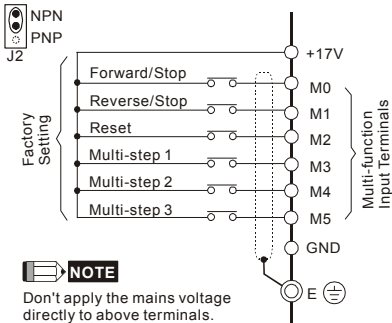 NPN
PNP
J2
+17V
Forward/Stop
M0
Reverse/Stop
M1
Reset
M2
Multi-step 1
M3
Multi-step 2
M4
Multi-step 3
M5
Factory
Setting
Multi-function
Input Terminals
GND
E
NOTE
Don't apply the mains voltage
directly to above terminals.